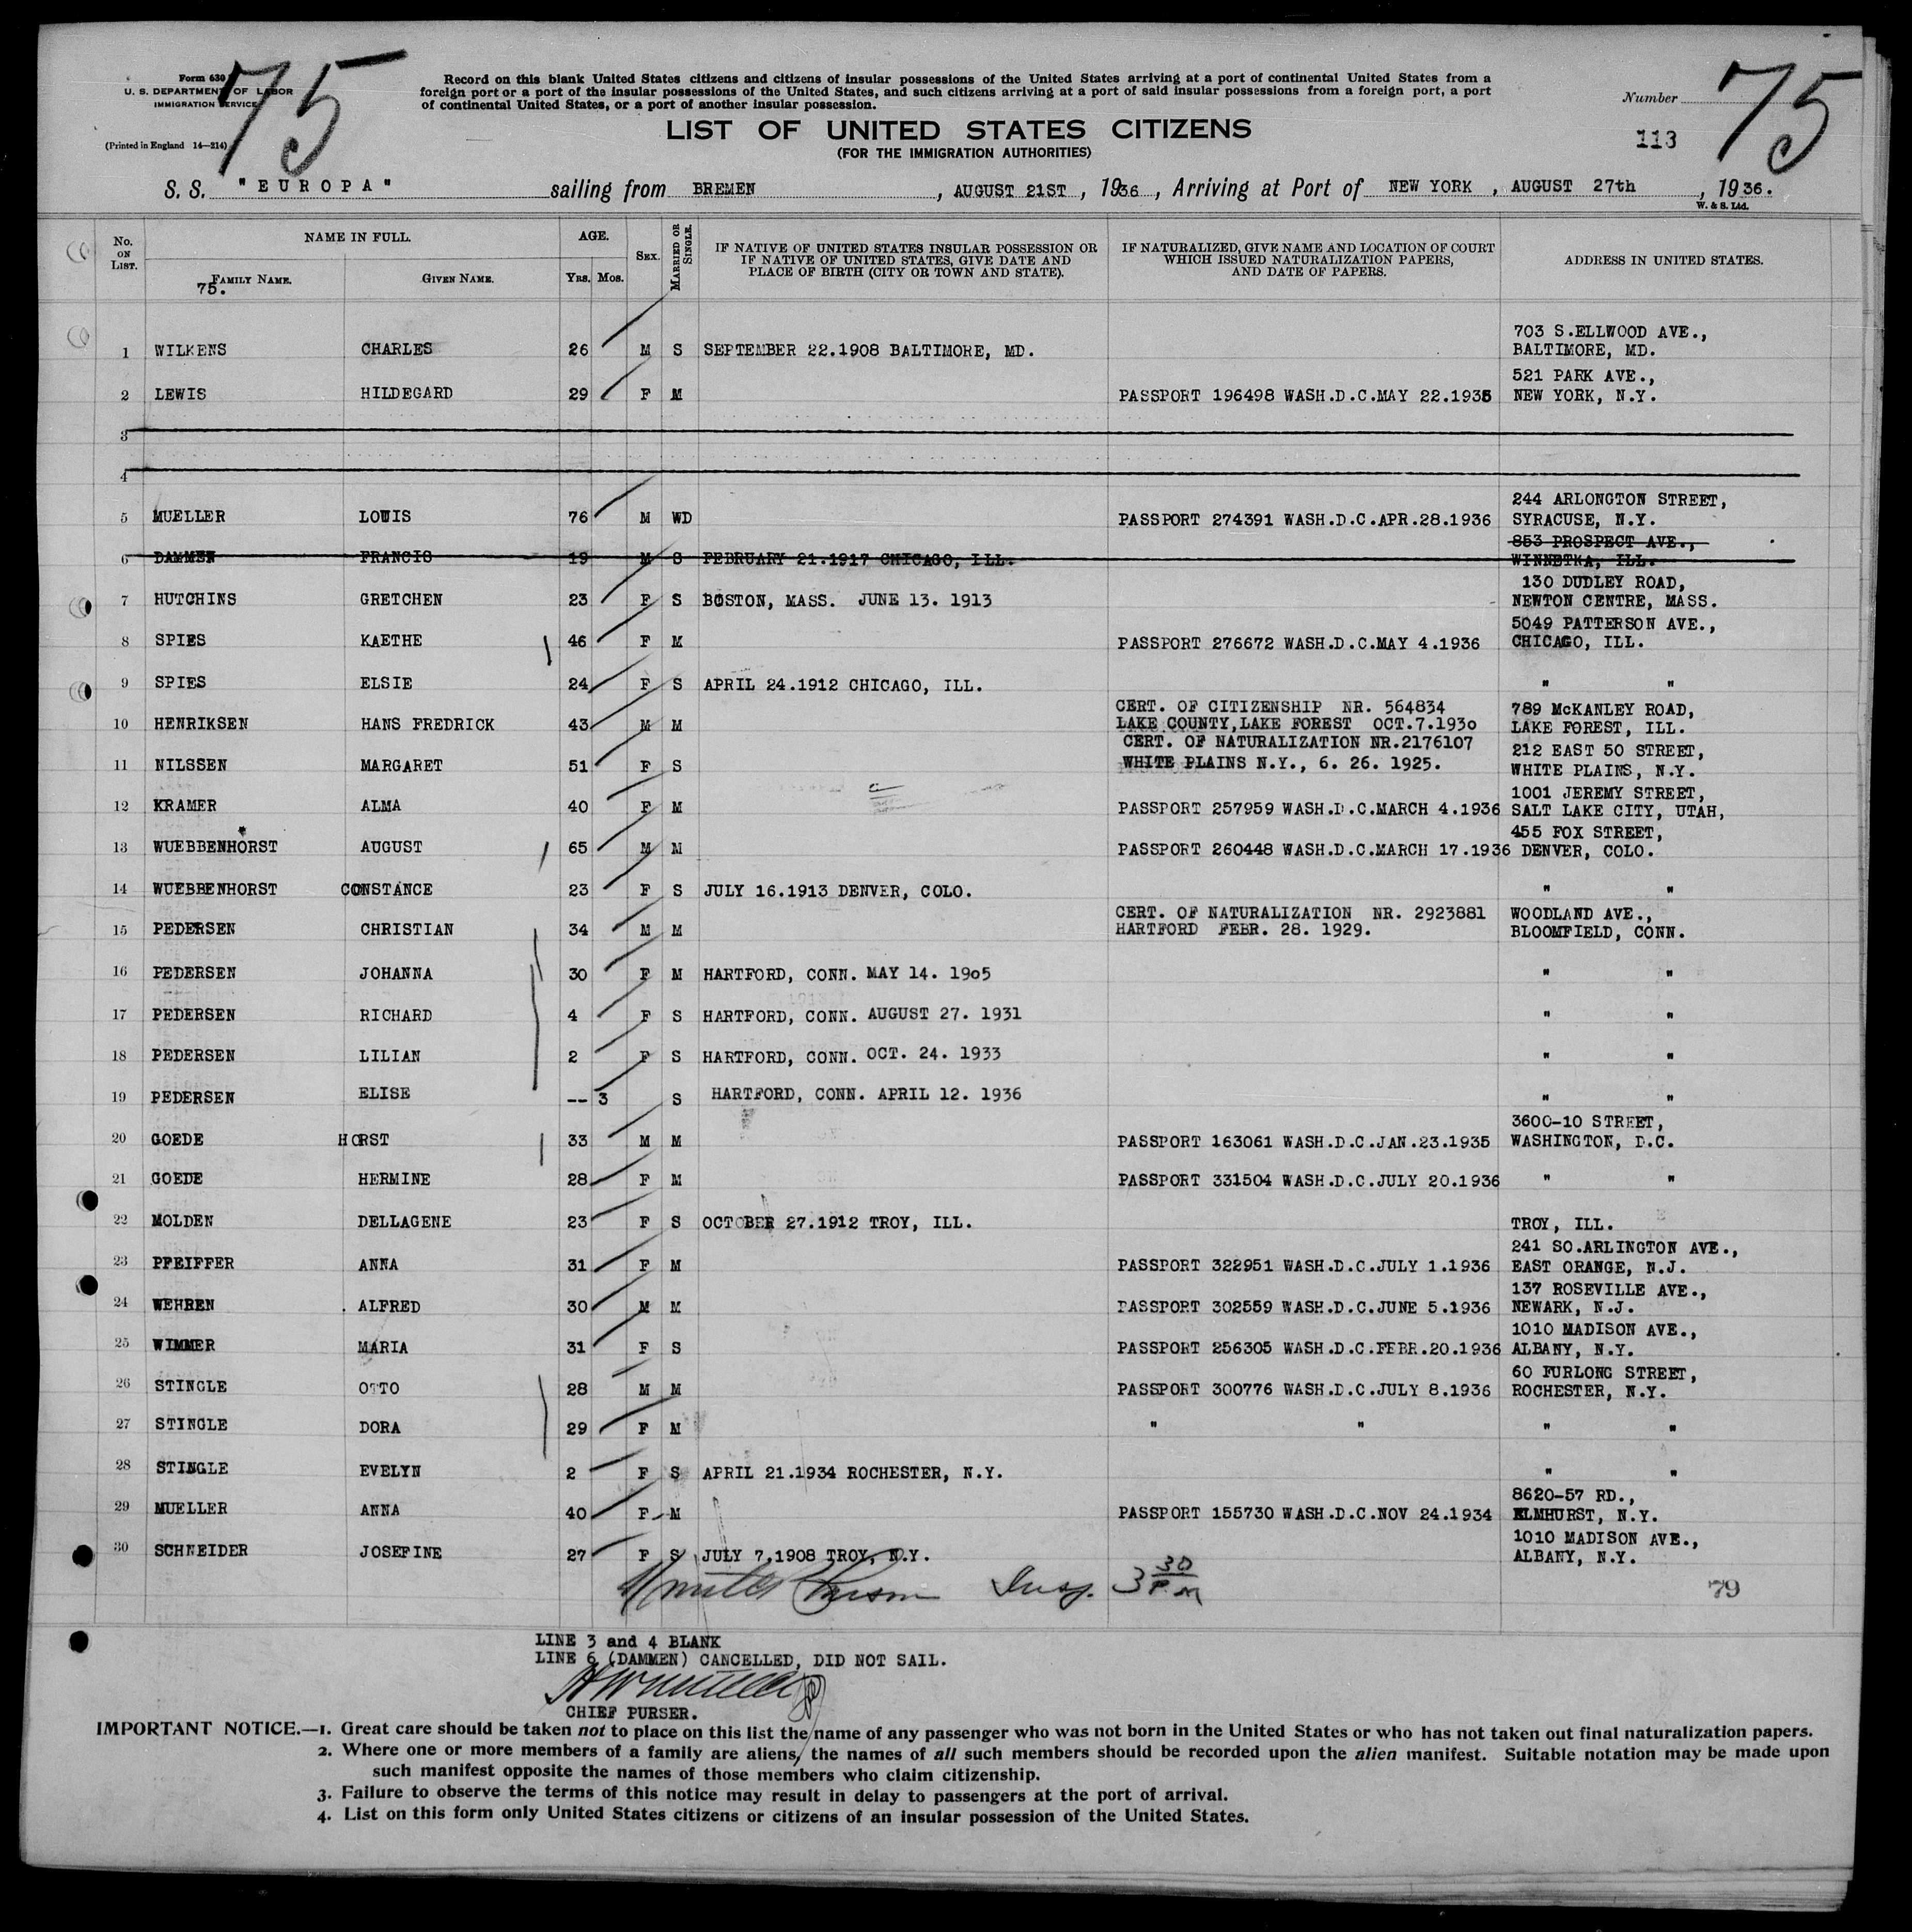 75
75
Form 630
U. S. DEPARTMENT OF LABOR
IMMIGRATION SERVICE
(Printed in England 14—214)
Record on this blank United States citizens and citizens of insular possessions of the United States arriving at a port of continental United States from a
foreign port or a port of the insular possessions of the United States, and such citizens arriving at a port of said insular possessions from a foreign port, a port
of continental United States, or a port of another insular possession.
Number
LIST OF UNITED STATES CITIZENS
(FOR THE IMMIGRATION AUTHORITIES)
113
S. S. "EUROPA" sailing from BREMEN, AUGUST 21ST, 1936, Arriving at Port of NEW YORK, AUGUST 27th, 1936.
W. & S. Ltd.
No. ON LIST. NAME IN FULL. AGE. SEX. MARRIED OR SINGLE. IF NATIVE OF UNITED STATES INSULAR POSSESSION OR IF NATIVE OF UNITED STATES, GIVE DATE AND PLACE OF BIRTH (CITY OR TOWN AND STATE). IF NATURALIZED, GIVE NAME AND LOCATION OF COURT WHICH ISSUED NATURALIZATION PAPERS, AND DATE OF PAPERS. ADDRESS IN UNITED STATES.
FAMILY NAME. GIVEN NAME. YRS. MOS.
75.
703 S.ELLWOOD AVE.,
1 WILKENS CHARLES 26 M S SEPTEMBER 22.1908 BALTIMORE, MD. BALTIMORE, MD.
521 PARK AVE.,
2 LEWIS HILDEGARD 29 F M PASSPORT 196498 WASH.D.C.MAY 22.1935 NEW YORK, N.Y.
3
4
244 ARLONGTON STREET,
5 MUELLER LOUIS 76 M WD PASSPORT 274391 WASH.D.C.APR.28.1936 SYRACUSE, N.Y.
853 PROSPECT AVE.,
6 DAMMEN FRANCIS 19 M S FEBRUARY 21.1917 CHICAGO, ILL. WINNETKA, ILL.
130 DUDLEY ROAD,
7 HUTCHINS GRETCHEN 23 F S BOSTON, MASS. JUNE 13. 1913 NEWTON CENTRE, MASS.
5049 PATTERSON AVE.,
8 SPIES KAETHE 46 F M PASSPORT 276672 WASH.D.C.MAY 4.1936 CHICAGO, ILL.
9 SPIES ELSIE 24 F S APRIL 24.1912 CHICAGO, ILL. " "
CERT. OF CITIZENSHIP NR. 564834 789 McKANLEY ROAD,
10 HENRIKSEN HANS FREDRICK 43 M M LAKE COUNTY,LAKE FOREST OCT.7.1930 LAKE FOREST, ILL.
CERT. OF NATURALIZATION NR.2176107 212 EAST 50 STREET,
11 NILSSEN MARGARET 51 F S WHITE PLAINS N.Y., 6. 26. 1925. WHITE PLAINS, N.Y.
1001 JEREMY STREET,
12 KRAMER ALMA 40 F M PASSPORT 257959 WASH.D.C.MARCH 4.1936 SALT LAKE CITY, UTAH,
455 FOX STREET,
13 WUEBBENHORST AUGUST 65 M M PASSPORT 260448 WASH.D.C.MARCH 17.1936 DENVER, COLO.
14 WUEBBENHORST CONSTANCE 23 F S JULY 16.1913 DENVER, COLO. " "
CERT. OF NATURALIZATION NR. 2923881 WOODLAND AVE.,
15 PEDERSEN CHRISTIAN 34 M M HARTFORD FEBR. 28. 1929. BLOOMFIELD, CONN.
16 PEDERSEN JOHANNA 30 F M HARTFORD, CONN. MAY 14. 1905 " "
17 PEDERSEN RICHARD 4 F S HARTFORD, CONN. AUGUST 27. 1931 " "
18 PEDERSEN LILIAN 2 F S HARTFORD, CONN. OCT. 24. 1933 " "
19 PEDERSEN ELISE -- 3 S HARTFORD, CONN. APRIL 12. 1936 " "
3600-10 STREET,
20 GOEDE HORST 33 M M PASSPORT 163061 WASH.D.C.JAN.23.1935 WASHINGTON, D.C.
21 GOEDE HERMINE 28 F M PASSPORT 331504 WASH.D.C.JULY 20.1936 " "
22 MOLDEN DELLAGENE 23 F S OCTOBER 27.1912 TROY, ILL. TROY, ILL.
241 SO.ARLINGTON AVE.,
23 PFEIFFER ANNA 31 F M PASSPORT 322951 WASH.D.C.JULY 1.1936 EAST ORANGE, N.J.
137 ROSEVILLE AVE.,
24 WEHREN ALFRED 30 M M PASSPORT 302559 WASH.D.C.JUNE 5.1936 NEWARK, N.J.
1010 MADISON AVE.,
25 WIMMER MARIA 31 F S PASSPORT 256305 WASH.D.C.FEBR.20.1936 ALBANY, N.Y.
60 FURLONG STREET,
26 STINGLE OTTO 28 M M PASSPORT 300776 WASH.D.C.JULY 8.1936 ROCHESTER, N.Y.
27 STINGLE DORA 29 F M " " " "
28 STINGLE EVELYN 2 F S APRIL 21.1934 ROCHESTER, N.Y. " "
8620-57 RD.,
29 MUELLER ANNA 40 F M PASSPORT 155730 WASH.D.C.NOV 24.1934 ELMHURST, N.Y.
1010 MADISON AVE.,
30 SCHNEIDER JOSEFINE 27 F S JULY 7,1908 TROY, N.Y. ALBANY, N.Y.
Insp. 3 30 P.M
79
LINE 3 and 4 BLANK
LINE 6 (DAMMEN) CANCELLED, DID NOT SAIL.
CHIEF PURSER.
IMPORTANT NOTICE.—1. Great care should be taken not to place on this list the name of any passenger who was not born in the United States or who has not taken out final naturalization papers.
2. Where one or more members of a family are aliens, the names of all such members should be recorded upon the alien manifest. Suitable notation may be made upon
such manifest opposite the names of those members who claim citizenship.
3. Failure to observe the terms of this notice may result in delay to passengers at the port of arrival.
4. List on this form only United States citizens or citizens of an insular possession of the United States.